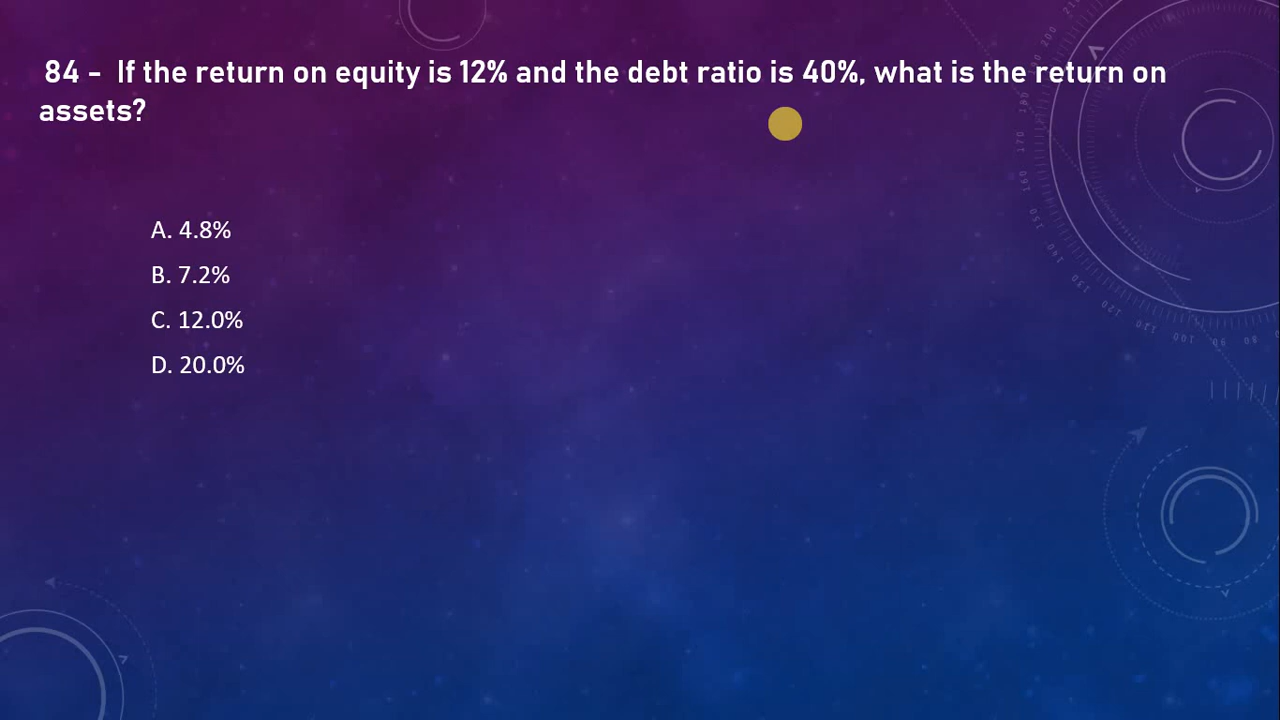 84 - If the return on equity is 12% and the debt ratio is 40%, what is the return on
assets?
A. 4.8%
B. 7.2%
C. 12.0%
D. 20.0%